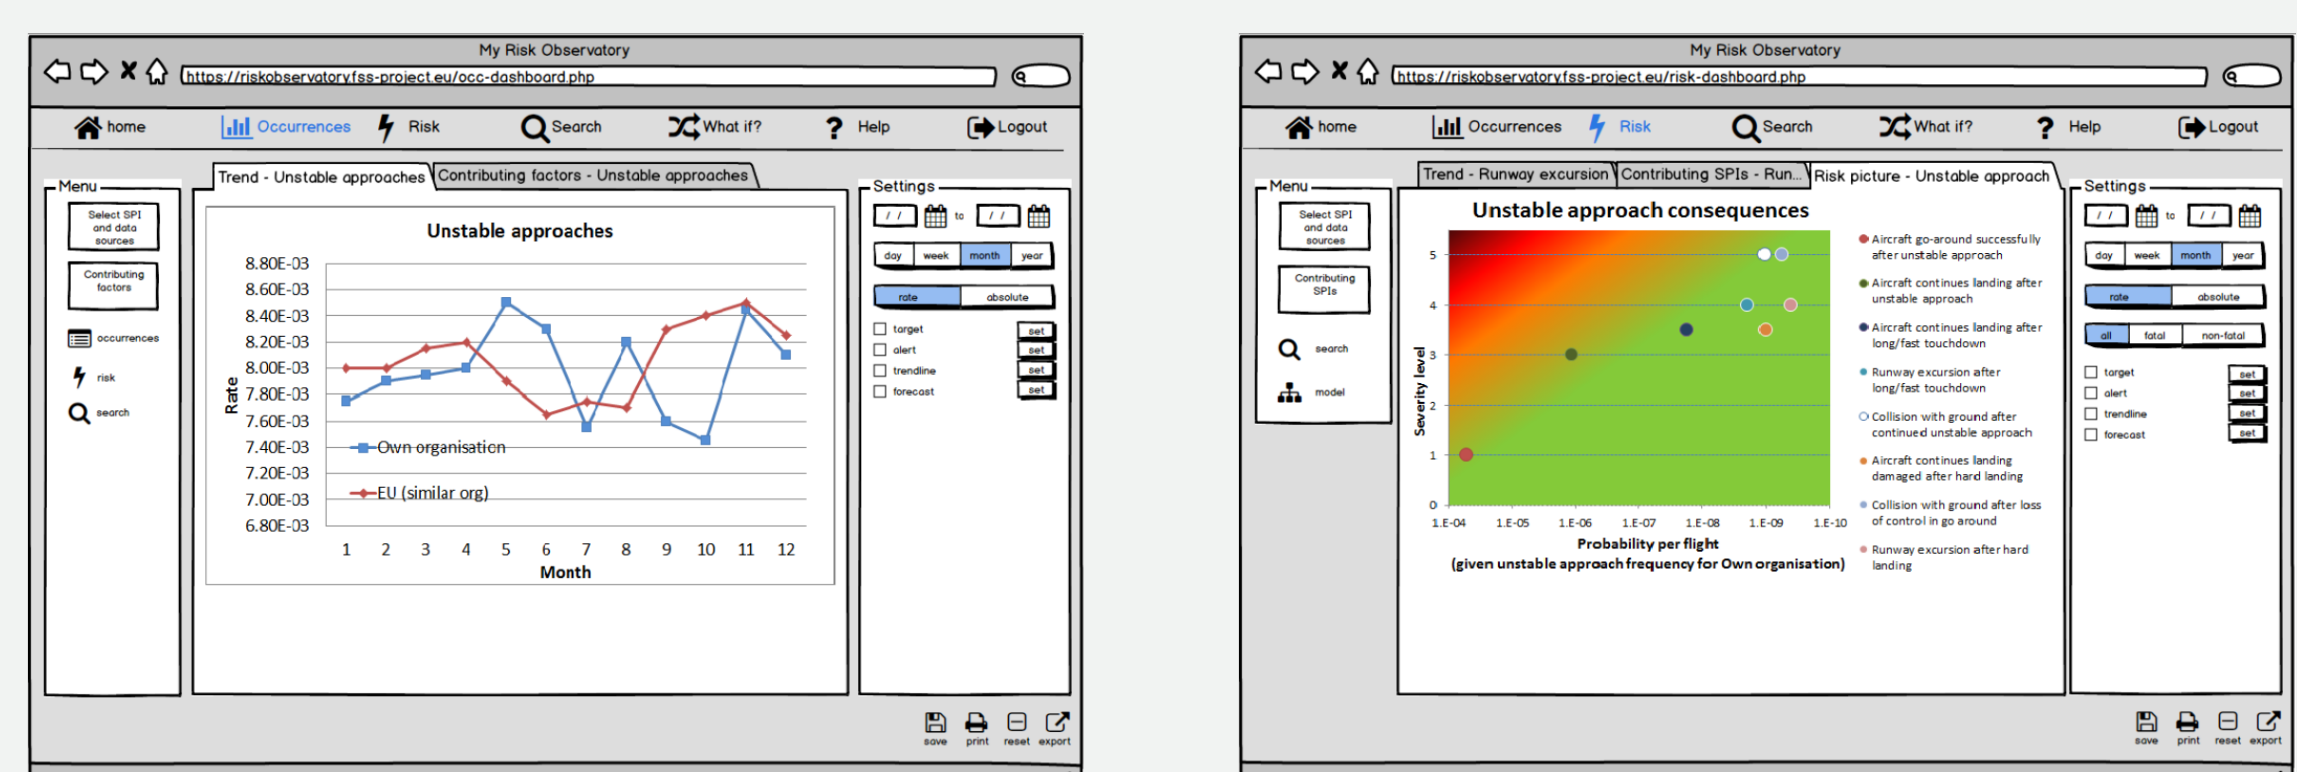 My Risk Observatory
https://riskobservatory.fss-project.eu/occ-dashboard.php
home Occurrences Risk Search What if? Help Logout
Trend - Unstable approaches Contributing factors - Unstable approaches
Menu
Select SPI
and data
sources
Contributing
factors
occurrences
risk
search
Unstable approaches
8.80E-03
8.60E-03
8.40E-03
8.20E-03
8.00E-03
7.80E-03
7.60E-03
7.40E-03
7.20E-03
7.00E-03
6.80E-03
Rate
Own organisation
EU (similar org)
1 2 3 4 5 6 7 8 9 10 11 12
Month
Settings
/ / to / /
day week month year
rate absolute
target set
alert set
trendline set
forecast set
save print reset export
My Risk Observatory
https://riskobservatory.fss-project.eu/risk-dashboard.php
home Occurrences Risk Search What if? Help Logout
Trend - Runway excursion Contributing SPIs - Run... Risk picture - Unstable approach
Menu
Select SPI
and data
sources
Contributing
SPIs
search
model
Unstable approach consequences
5
4
3
2
1
0
Severity level
1.E-04 1.E-05 1.E-06 1.E-07 1.E-08 1.E-09 1.E-10
Probability per flight
(given unstable approach frequency for Own organisation)
Aircraft go-around successfully
after unstable approach
Aircraft continues landing after
unstable approach
Aircraft continues landing after
long/fast touchdown
Runway excursion after
long/fast touchdown
Collision with ground after
continued unstable approach
Aircraft continues landing
damaged after hard landing
Collision with ground after loss
of control in go around
Runway excursion after hard
landing
Settings
/ / to / /
day week month year
rate absolute
all fatal non-fatal
target set
alert set
trendline set
forecast set
save print reset export